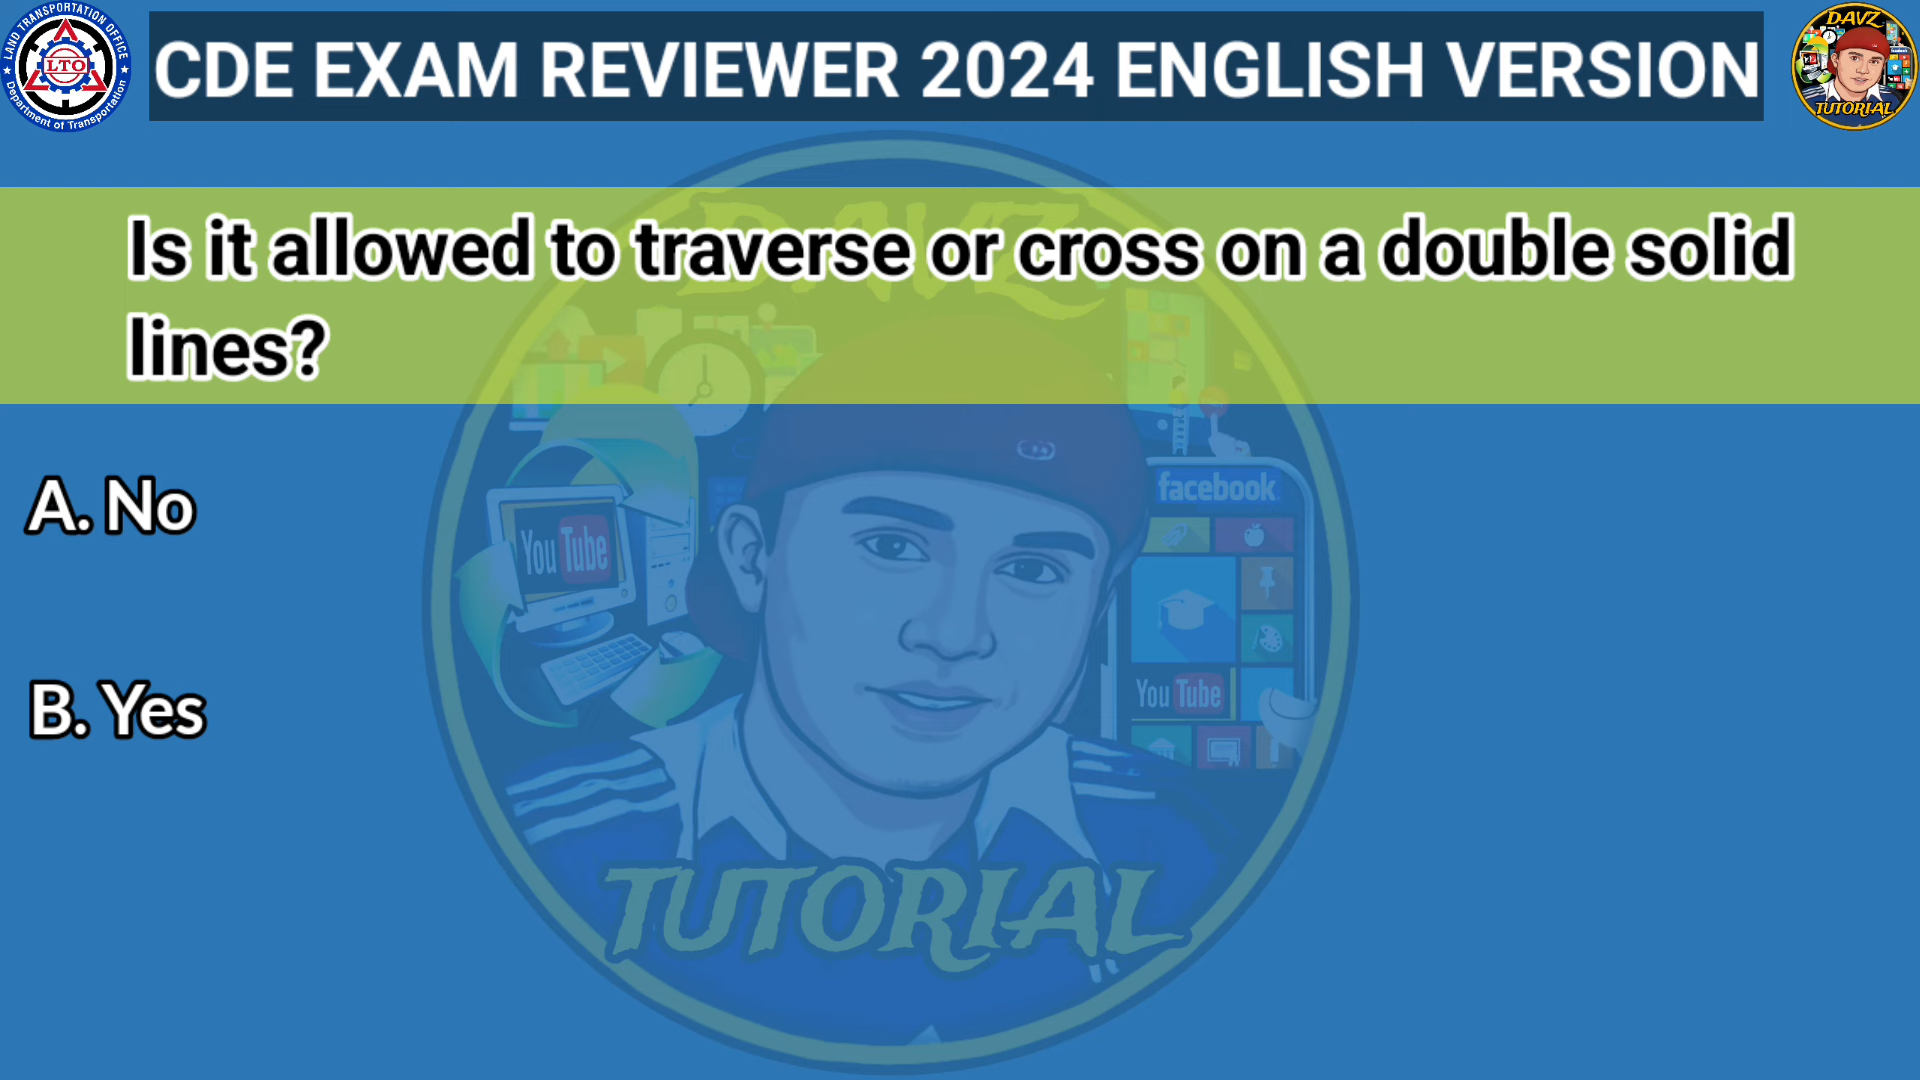 LAND TRANSPORTATION OFFICE
LTO
Department of Transportation
CDE EXAM REVIEWER 2024 ENGLISH VERSION
DAVZ
TUTORIAL
Is it allowed to traverse or cross on a double solid
lines?
A. No
B. Yes
DAVZ
facebook
You Tube
You Tube
TUTORIAL